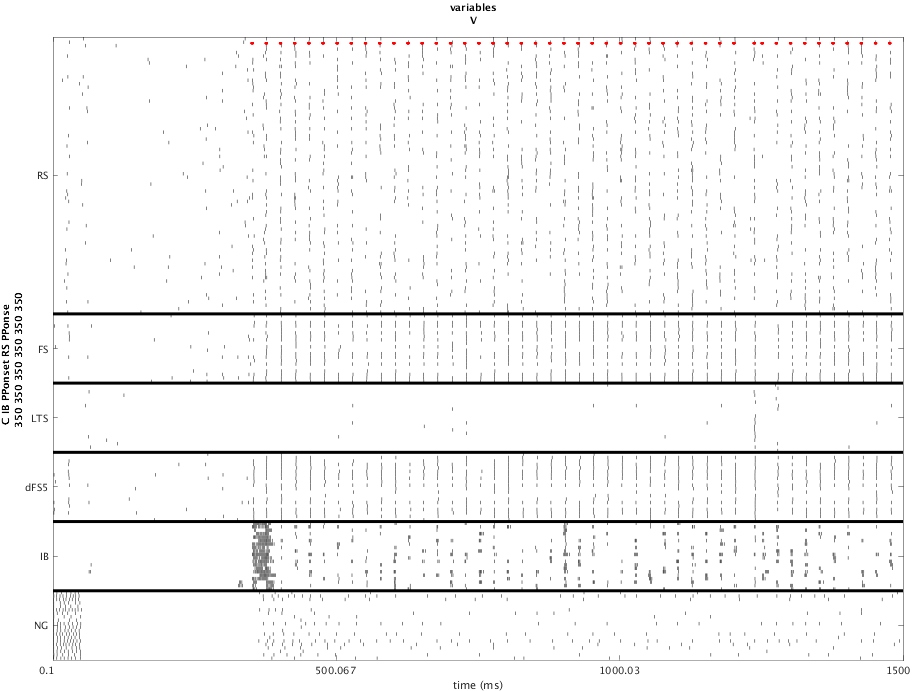 variables
V
C IB PPonset RS PPonse
350 350 350 350 350 350
RS
FS
LTS
dFS5
IB
NG
0.1
500.067
1000.03
1500
time (ms)